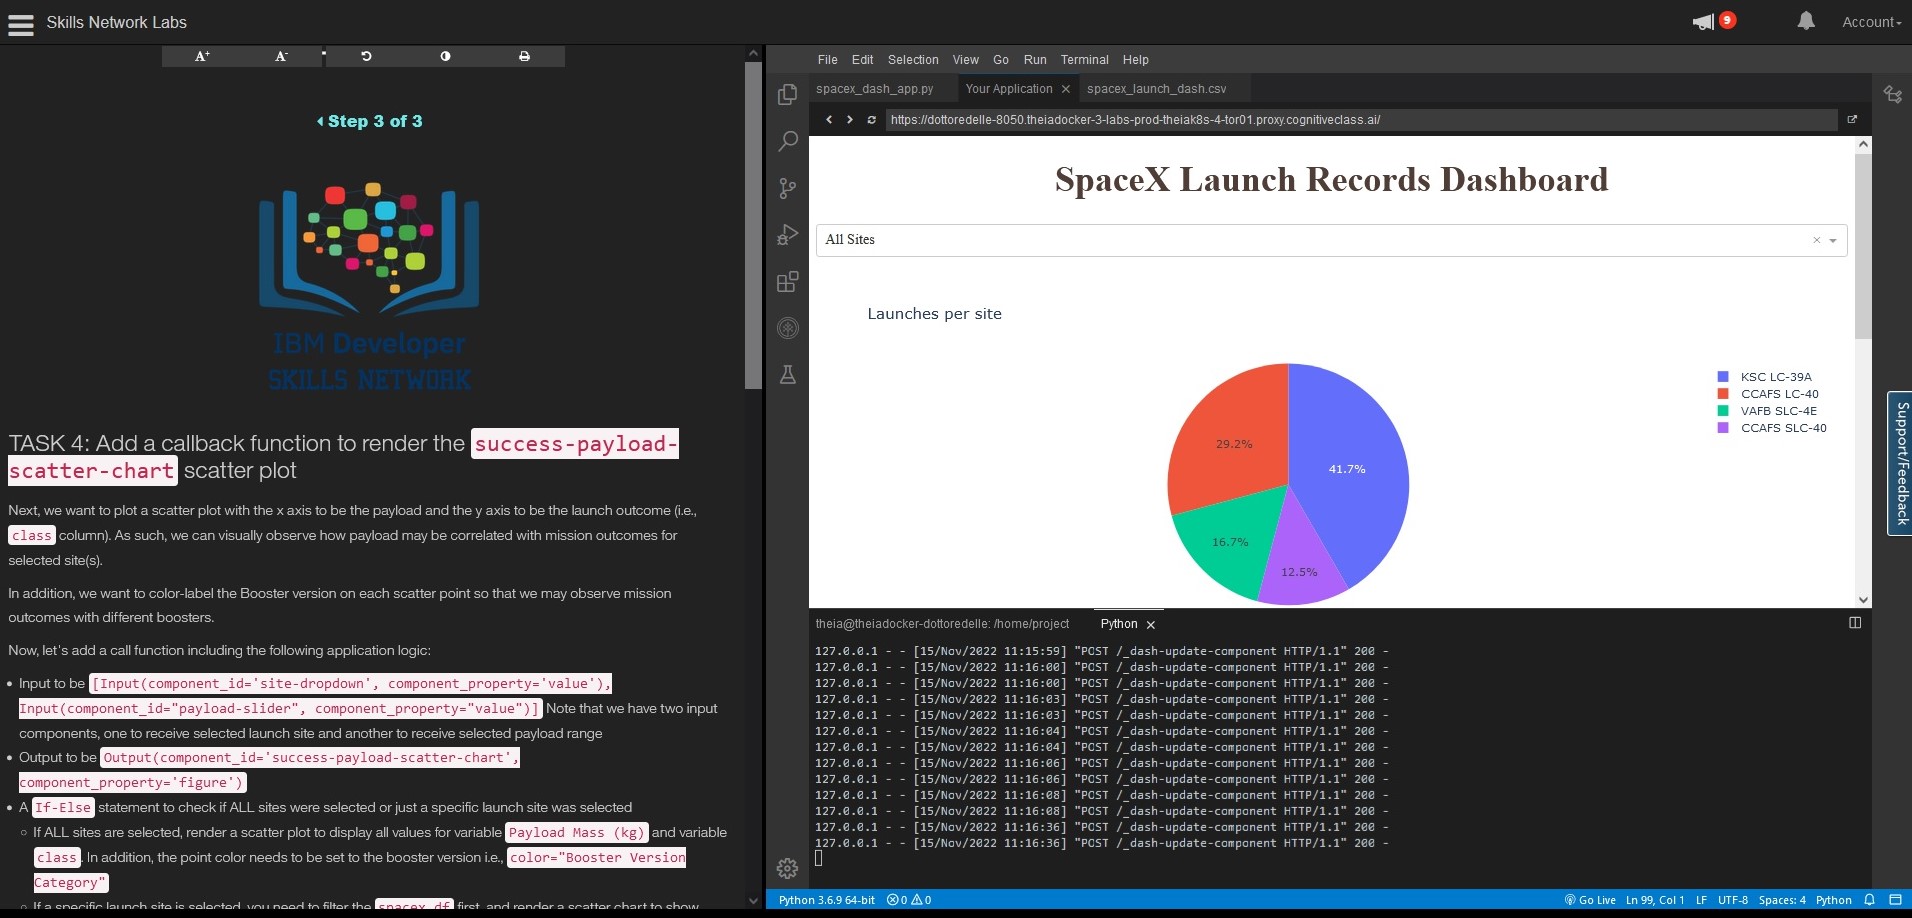 Skills Network Labs
9
Account
A+ A-
Step 3 of 3
IBM Developer
SKILLS NETWORK
TASK 4: Add a callback function to render the success-payload-
scatter-chart scatter plot
Next, we want to plot a scatter plot with the x axis to be the payload and the y axis to be the launch outcome (i.e.,
class column). As such, we can visually observe how payload may be correlated with mission outcomes for
selected site(s).
In addition, we want to color-label the Booster version on each scatter point so that we may observe mission
outcomes with different boosters.
Now, let's add a call function including the following application logic:
• Input to be [Input(component_id='site-dropdown', component_property='value'),
Input(component_id="payload-slider", component_property="value")] Note that we have two input
components, one to receive selected launch site and another to receive selected payload range
• Output to be Output(component_id='success-payload-scatter-chart',
component_property='figure')
• A If-Else statement to check if ALL sites were selected or just a specific launch site was selected
○ If ALL sites are selected, render a scatter plot to display all values for variable Payload Mass (kg) and variable
class. In addition, the point color needs to be set to the booster version i.e., color="Booster Version
Category"
○ If a specific launch site is selected, you need to filter the spacex_df first, and render a scatter chart to show
File Edit Selection View Go Run Terminal Help
spacex_dash_app.py Your Application × spacex_launch_dash.csv
https://dottoredelle-8050.theiadocker-3-labs-prod-theiak8s-4-tor01.proxy.cognitiveclass.ai/
SpaceX Launch Records Dashboard
All Sites ×
Launches per site
KSC LC-39A
CCAFS LC-40
VAFB SLC-4E
CCAFS SLC-40
29.2%
41.7%
16.7%
12.5%
Support/Feedback
theia@theiadocker-dottoredelle: /home/project Python ×
127.0.0.1 - - [15/Nov/2022 11:15:59] "POST /_dash-update-component HTTP/1.1" 200 -
127.0.0.1 - - [15/Nov/2022 11:16:00] "POST /_dash-update-component HTTP/1.1" 200 -
127.0.0.1 - - [15/Nov/2022 11:16:00] "POST /_dash-update-component HTTP/1.1" 200 -
127.0.0.1 - - [15/Nov/2022 11:16:03] "POST /_dash-update-component HTTP/1.1" 200 -
127.0.0.1 - - [15/Nov/2022 11:16:03] "POST /_dash-update-component HTTP/1.1" 200 -
127.0.0.1 - - [15/Nov/2022 11:16:04] "POST /_dash-update-component HTTP/1.1" 200 -
127.0.0.1 - - [15/Nov/2022 11:16:04] "POST /_dash-update-component HTTP/1.1" 200 -
127.0.0.1 - - [15/Nov/2022 11:16:06] "POST /_dash-update-component HTTP/1.1" 200 -
127.0.0.1 - - [15/Nov/2022 11:16:06] "POST /_dash-update-component HTTP/1.1" 200 -
127.0.0.1 - - [15/Nov/2022 11:16:08] "POST /_dash-update-component HTTP/1.1" 200 -
127.0.0.1 - - [15/Nov/2022 11:16:08] "POST /_dash-update-component HTTP/1.1" 200 -
127.0.0.1 - - [15/Nov/2022 11:16:36] "POST /_dash-update-component HTTP/1.1" 200 -
127.0.0.1 - - [15/Nov/2022 11:16:36] "POST /_dash-update-component HTTP/1.1" 200 -
Python 3.6.9 64-bit 0 0 Go Live Ln 99, Col 1 LF UTF-8 Spaces: 4 Python